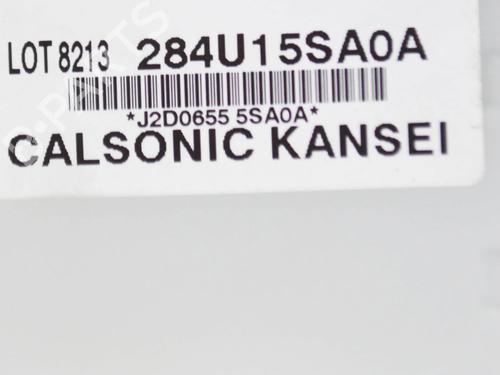 LOT 8213 284U15SA0A
*J2D0655 5SA0A*
CALSONIC KANSEI